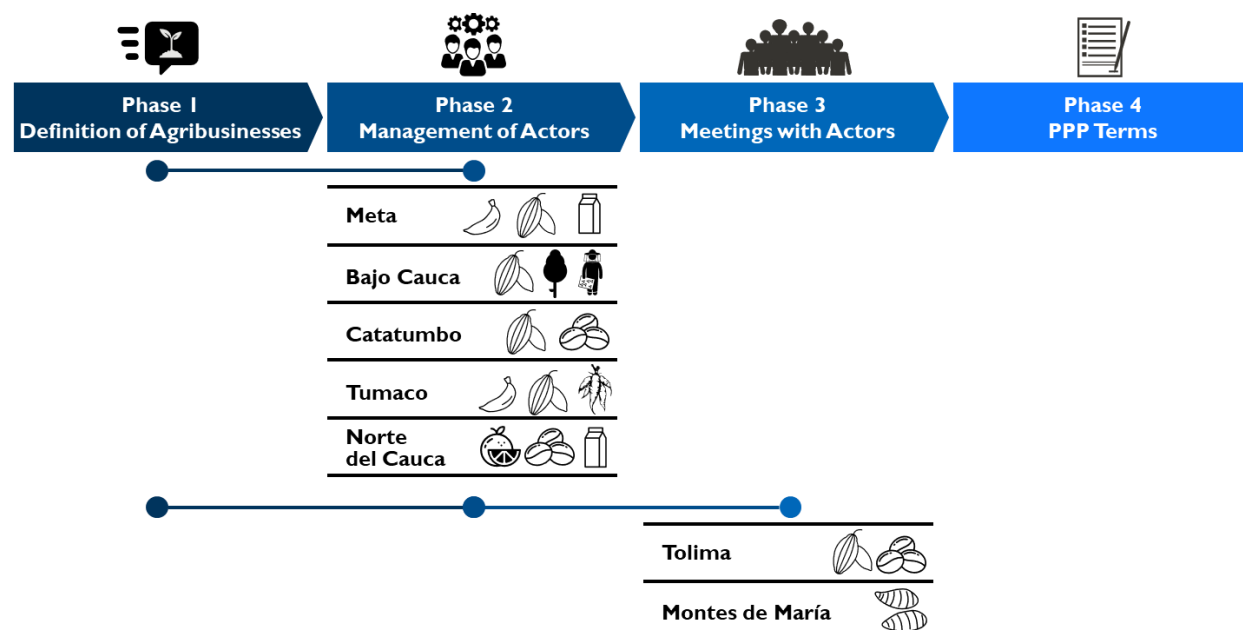 Phase 1
Definition of Agribusinesses
Phase 2
Management of Actors
Phase 3
Meetings with Actors
Phase 4
PPP Terms
Meta
Bajo Cauca
Catatumbo
Tumaco
Norte
del Cauca
Tolima
Montes de María